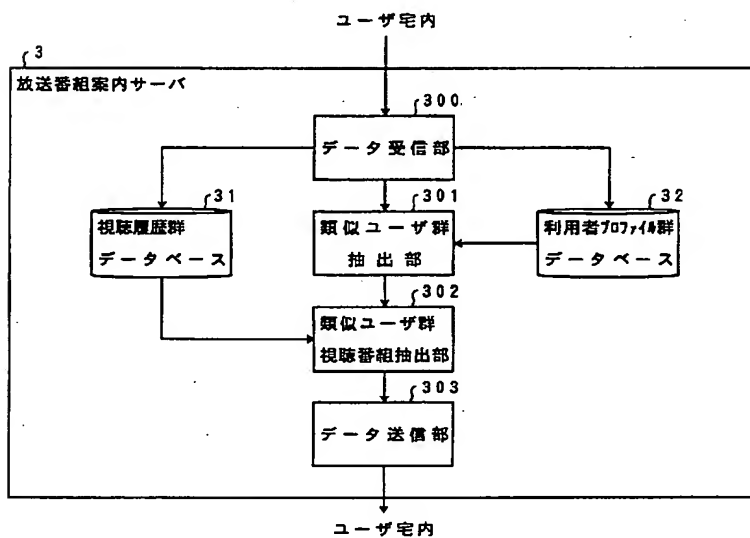 ユーザ宅内
3
放送番組案内サーバ
300
データ受信部
31
視聴履歴群
データベース
301
類似ユーザ群
抽出部
32
利用者プロファイル群
データベース
302
類似ユーザ群
視聴番組抽出部
303
データ送信部
ユーザ宅内